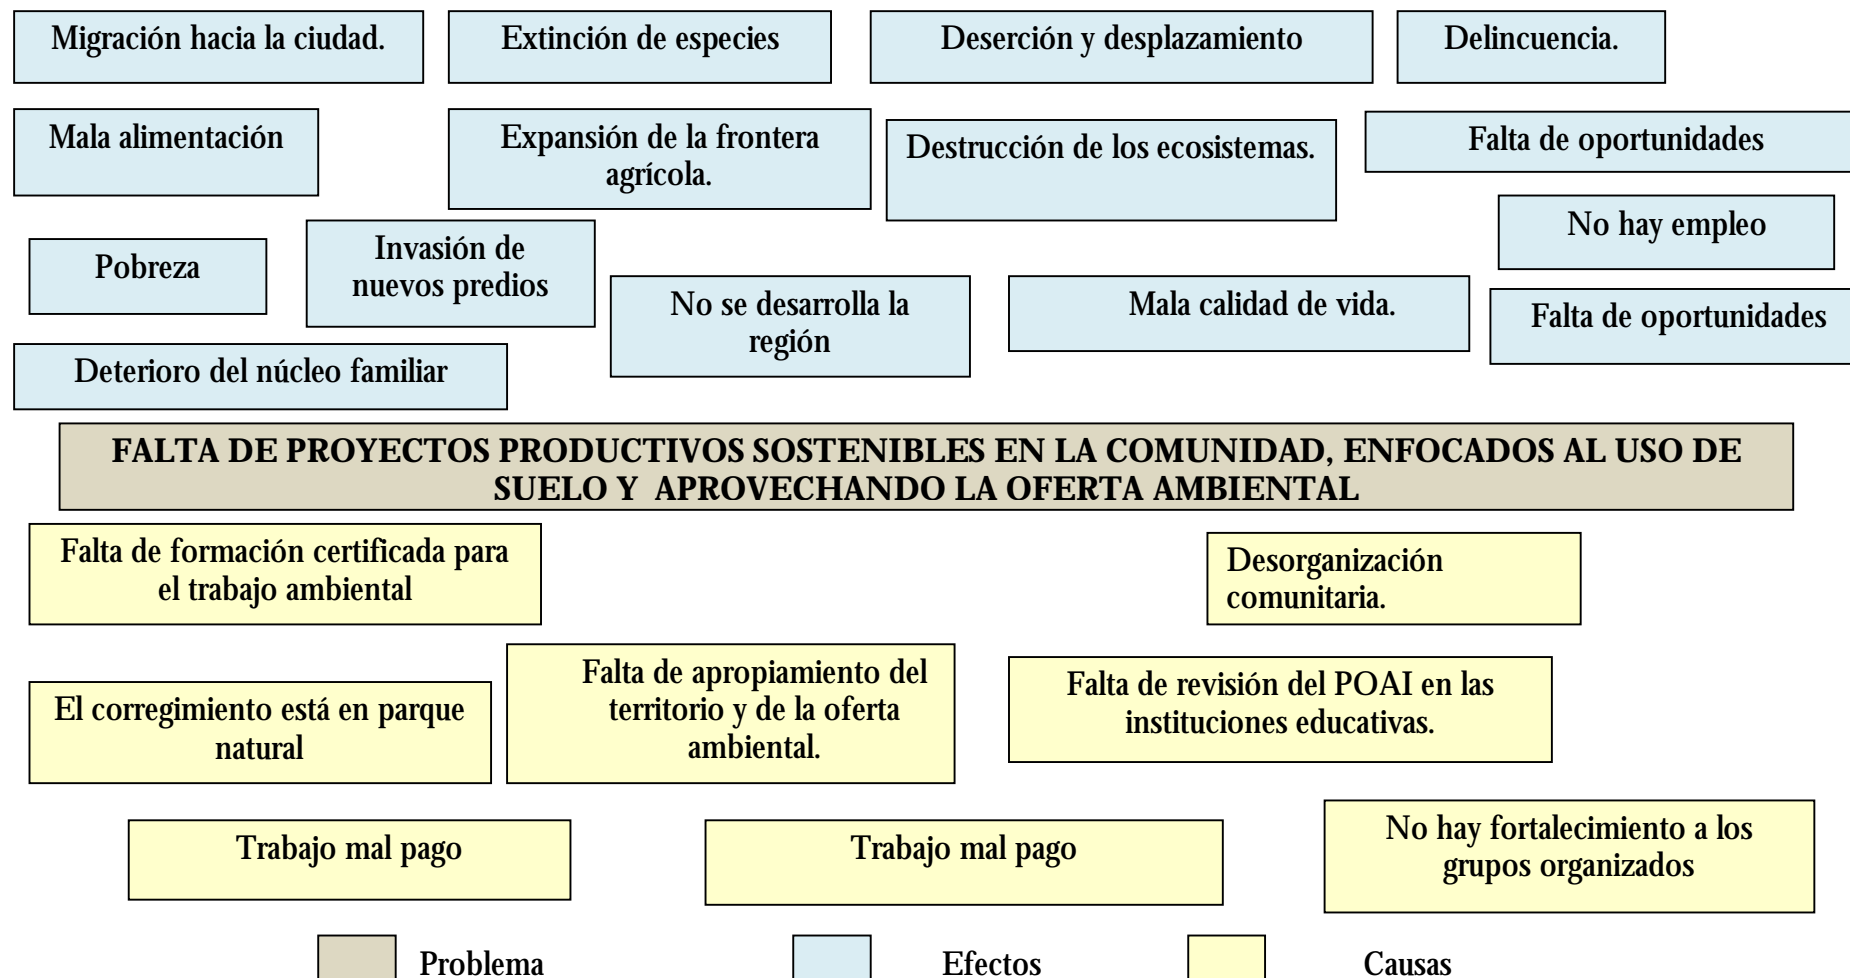 Migración hacia la ciudad.
Extinción de especies
Deserción y desplazamiento
Delincuencia.
Mala alimentación
Expansión de la frontera
agrícola.
Destrucción de los ecosistemas.
Falta de oportunidades
No hay empleo
Pobreza
Invasión de
nuevos predios
No se desarrolla la
región
Mala calidad de vida.
Falta de oportunidades
Deterioro del núcleo familiar
FALTA DE PROYECTOS PRODUCTIVOS SOSTENIBLES EN LA COMUNIDAD, ENFOCADOS AL USO DE
SUELO Y APROVECHANDO LA OFERTA AMBIENTAL
Falta de formación certificada para
el trabajo ambiental
Desorganización
comunitaria.
El corregimiento está en parque
natural
Falta de apropiamiento del
territorio y de la oferta
ambiental.
Falta de revisión del POAI en las
instituciones educativas.
Trabajo mal pago
Trabajo mal pago
No hay fortalecimiento a los
grupos organizados
Problema
Efectos
Causas